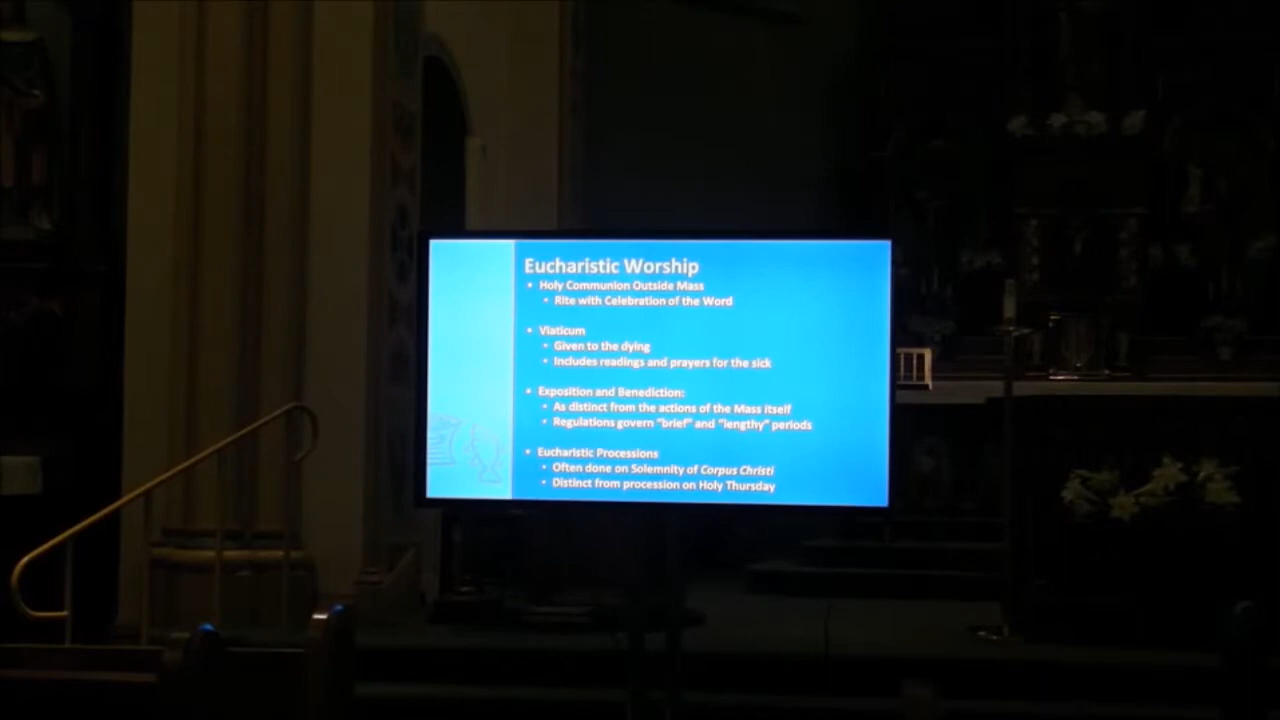 Eucharistic Worship
• Holy Communion Outside Mass
• Rite with Celebration of the Word
• Viaticum
• Given to the dying
• Includes readings and prayers for the sick
• Exposition and Benediction:
• As distinct from the actions of the Mass itself
• Regulations govern "brief" and "lengthy" periods
• Eucharistic Processions
• Often done on Solemnity of Corpus Christi
• Distinct from procession on Holy Thursday